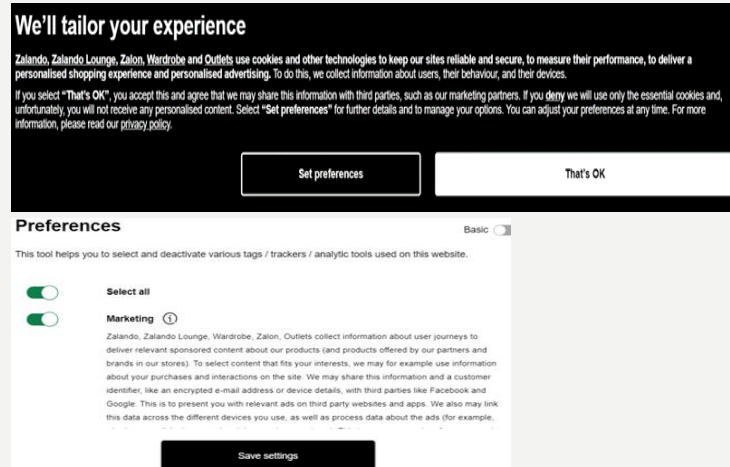 We'll tailor your experience
Zalando, Zalando Lounge, Zalon, Wardrobe and Outlets use cookies and other technologies to keep our sites reliable and secure, to measure their performance, to deliver a
personalised shopping experience and personalised advertising. To do this, we collect information about users, their behaviour, and their devices.
If you select "That's OK", you accept this and agree that we may share this information with third parties, such as our marketing partners. If you deny we will use only the essential cookies and,
unfortunately, you will not receive any personalised content. Select "Set preferences" for further details and to manage your options. You can adjust your preferences at any time. For more
information, please read our privacy policy.
Set preferences
That's OK
Preferences
Basic
This tool helps you to select and deactivate various tags / trackers / analytic tools used on this website.
Select all
Marketing
Zalando, Zalando Lounge, Wardrobe, Zalon, Outlets collect information about user journeys to
deliver relevant sponsored content about our products (and products offered by our partners and
brands in our stores). To select content that fits your interests, we may for example use information
about your purchases and interactions on the site. We may share this information and a customer
identifier, like an encrypted e-mail address or device details, with third parties like Facebook and
Google. This is to present you with relevant ads on third party websites and apps. We also may link
this data across the different devices you use, as well as process data about the ads (for example,
Save settings